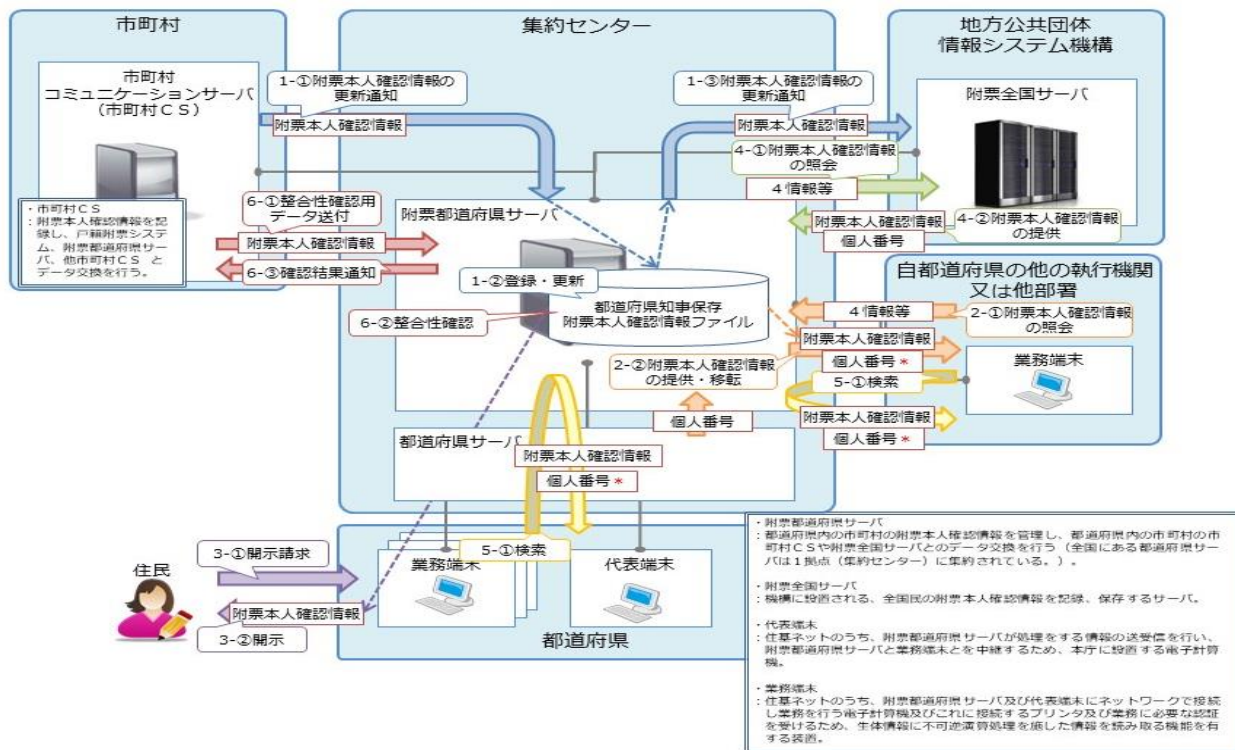 市町村
市町村
コミュニケーションサーバ
(市町村CS)
・市町村CS
:附票本人確認情報を記
録し、戸籍附票システ
ム、附票都道府県サー
バ、他市町村CS と
データ交換を行う。
集約センター
1-①附票本人確認情報の
更新通知
附票本人確認情報
1-③附票本人確認情報の
更新通知
附票本人確認情報
地方公共団体
情報システム機構
附票全国サーバ
4-①附票本人確認情報
の照会
4情報等
附票本人確認情報
個人番号
4-②附票本人確認情報
の提供
6-①整合性確認用
データ送付
附票本人確認情報
6-③確認結果通知
附票都道府県サーバ
1-②登録・更新
6-②整合性確認
都道府県知事保存
附票本人確認情報ファイル
自都道府県の他の執行機関
又は他部署
4情報等
2-①附票本人確認情報
の照会
附票本人確認情報
個人番号*
2-②附票本人確認情報
の提供・移転
業務端末
5-①検索
附票本人確認情報
個人番号*
個人番号
都道府県サーバ
附票本人確認情報
個人番号*
5-①検索
業務端末
代表端末
都道府県
住民
3-①開示請求
附票本人確認情報
3-②開示
・附票都道府県サーバ
:都道府県内の市町村の附票本人確認情報を管理し、都道府県内の市町村の市
町村CSや附票全国サーバとのデータ交換を行う(全国にある都道府県サー
バは1拠点(集約センター)に集約されている。)。
・附票全国サーバ
:機構に設置される、全国民の附票本人確認情報を記録、保存するサーバ。
・代表端末
:住基ネットのうち、附票都道府県サーバが処理をする情報の送受信を行い、
附票都道府県サーバと業務端末とを中継するため、本庁に設置する電子計算
機。
・業務端末
:住基ネットのうち、附票都道府県サーバ及び代表端末にネットワークで接続
し業務を行う電子計算機及びこれに接続するプリンタ及び業務に必要な認証
を受けるため、生体情報に不可逆演算処理を施した情報を読み取る機能を有
する装置。